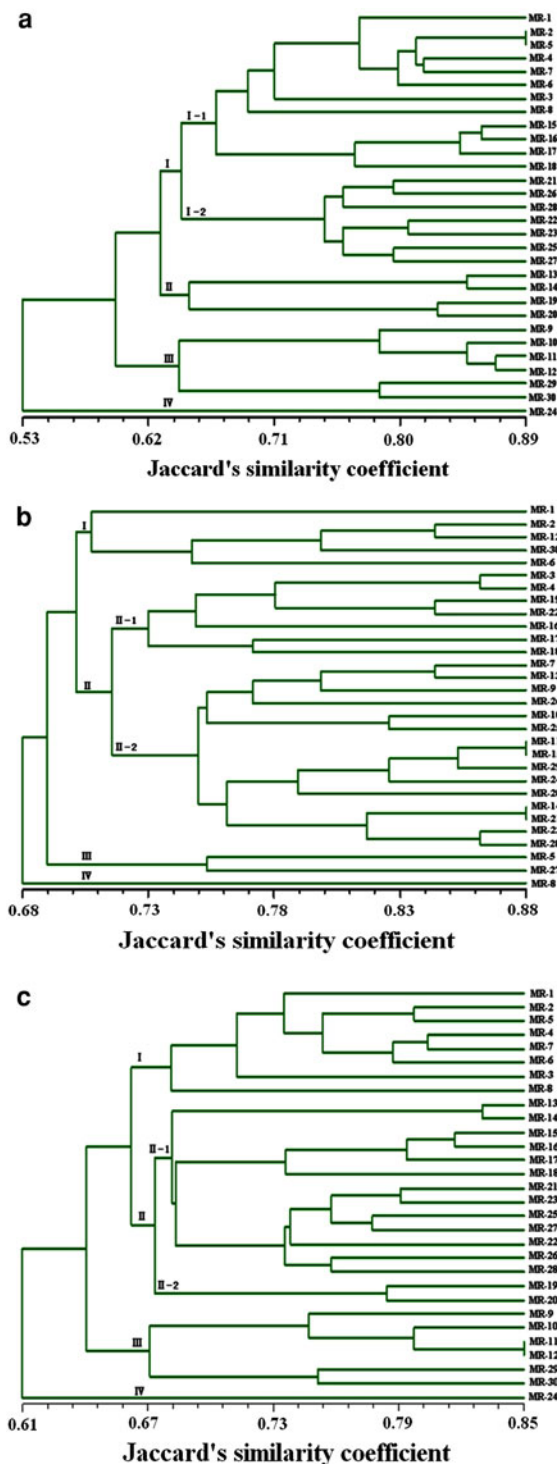 a
MR-1
MR-2
MR-5
MR-4
MR-7
MR-6
MR-3
MR-8
MR-15
I-1
MR-16
MR-17
MR-18
I
MR-21
MR-26
MR-28
I-2
MR-22
MR-23
MR-25
MR-27
MR-13
II
MR-14
MR-19
MR-20
MR-9
MR-10
III
MR-11
MR-12
MR-29
MR-30
IV
MR-24
0.53 0.62 0.71 0.80 0.89
Jaccard's similarity coefficient
b
MR-1
I
MR-2
MR-6
MR-3
MR-4
II-1
MR-7
II
MR-9
II-2
MR-5
III
MR-27
IV
MR-8
0.68 0.73 0.78 0.83 0.88
Jaccard's similarity coefficient
c
MR-1
MR-2
MR-5
MR-4
MR-7
I
MR-6
MR-3
MR-8
MR-13
MR-14
MR-15
II-1
MR-16
MR-17
MR-18
MR-21
MR-23
II
MR-25
MR-27
MR-22
MR-26
MR-28
II-2
MR-19
MR-20
MR-9
MR-10
III
MR-11
MR-12
MR-29
MR-30
IV
MR-24
0.61 0.67 0.73 0.79 0.85
Jaccard's similarity coefficient